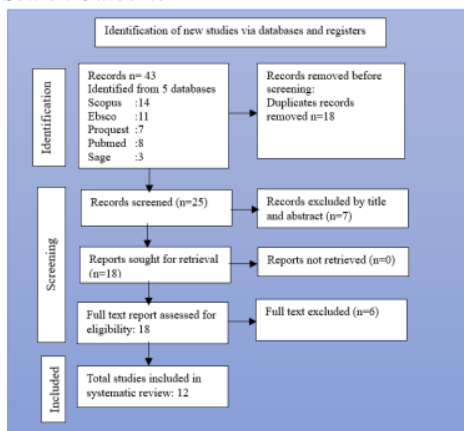 Identification of new studies via databases and registers
Identification
Records n= 43
Identified from 5 databases
Scopus :14
Ebsco :11
Proquest :7
Pubmed :8
Sage :3
Records removed before
screening:
Duplicates records
removed n=18
Screening
Records screened (n=25)
Records excluded by title
and abstract (n=7)
Reports sought for retrieval
(n=18)
Reports not retrieved (n=0)
Full text report assessed for
eligibility: 18
Full text excluded (n=6)
Included
Total studies included in
systematic review: 12